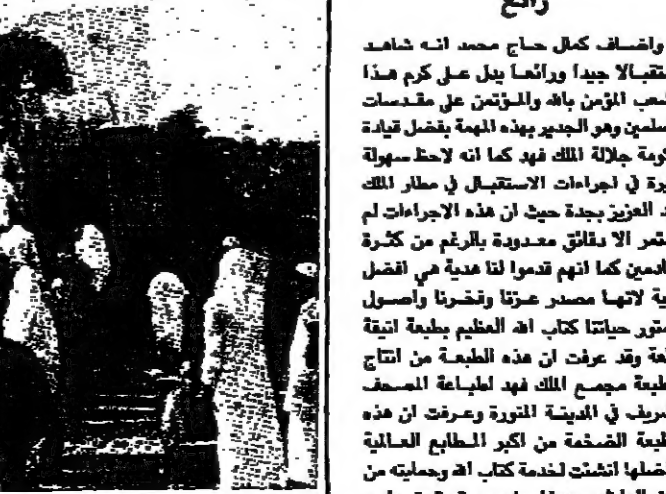 رائع
واضاف كمال حاج محمد انه شاهد
استقبالا جيدا ورائعا يدل على كرم هذا
الشعب المؤمن بالله والمؤتمن على مقدسات
المسلمين وهو الجدير بهذه المهمة بفضل قيادة
حكومة جلالة الملك فهد كما انه لاحظ سهولة
كبيرة في اجراءات الاستقبال في مطار الملك
عبد العزيز بجدة حيث ان هذه الاجراءات لم
تستمر الا دقائق معدودة بالرغم من كثرة
القادمين كما انهم قدموا لنا هدية هي افضل
هدية لانها مصدر عزتنا وفخرنا واصول
دستور حياتنا كتاب الله العظيم بطبعة انيقة
وقد عرفت ان هذه الطبعة من انتاج
مطبعة مجمع الملك فهد لطباعة المصحف
الشريف في المدينة المنورة وعرفت ان هذه
المطبعة الضخمة من اكبر المطابع العالمية
انشئت لخدمة كتاب الله وحمايته من